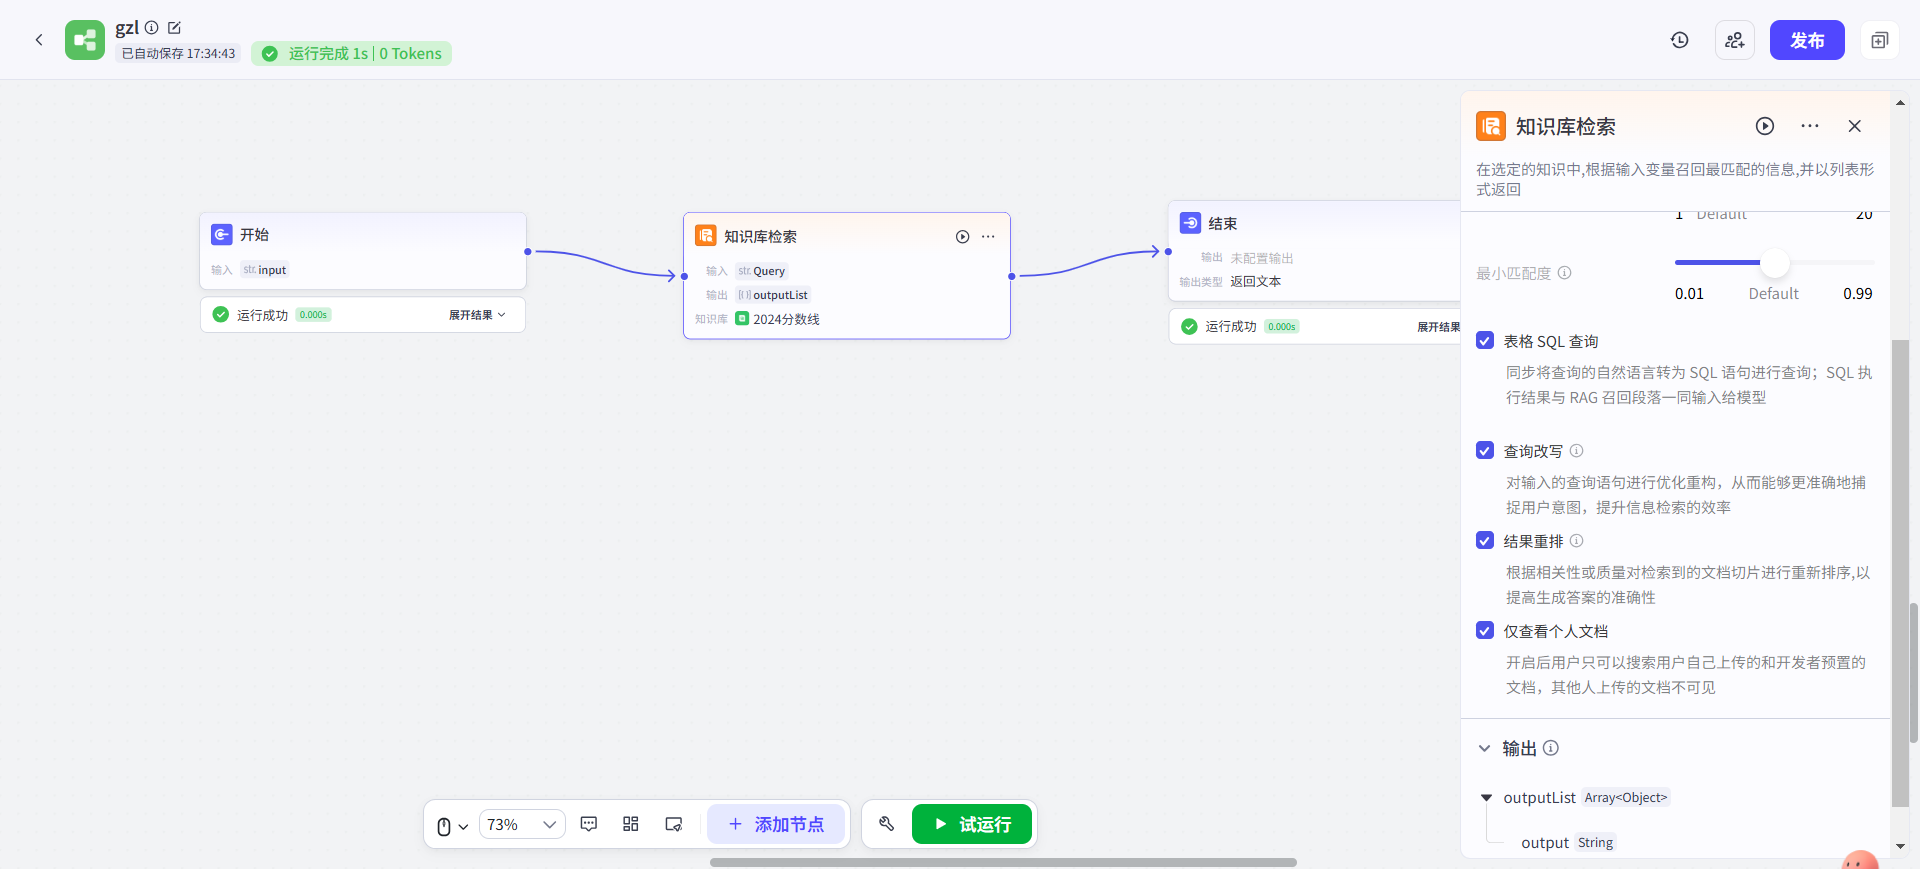 gzl
已自动保存 17:34:43
运行完成 1s | 0 Tokens
发布
开始
输入 str. input
运行成功 0.000s 展开结果
知识库检索
输入 str. Query
输出 [{}] outputList
知识库 2024分数线
结束
输出 未配置输出
输出类型 返回文本
运行成功 0.000s 展开结果
知识库检索
在选定的知识中,根据输入变量召回最匹配的信息,并以列表形
式返回
1 Default 20
最小匹配度
0.01 Default 0.99
表格 SQL 查询
同步将查询的自然语言转为 SQL 语句进行查询；SQL 执
行结果与 RAG 召回段落一同输入给模型
查询改写
对输入的查询语句进行优化重构，从而能够更准确地捕
捉用户意图，提升信息检索的效率
结果重排
根据相关性或质量对检索到的文档切片进行重新排序,以
提高生成答案的准确性
仅查看个人文档
开启后用户只可以搜索用户自己上传的和开发者预置的
文档，其他人上传的文档不可见
输出
outputList Array<Object>
output String
73%
添加节点
试运行